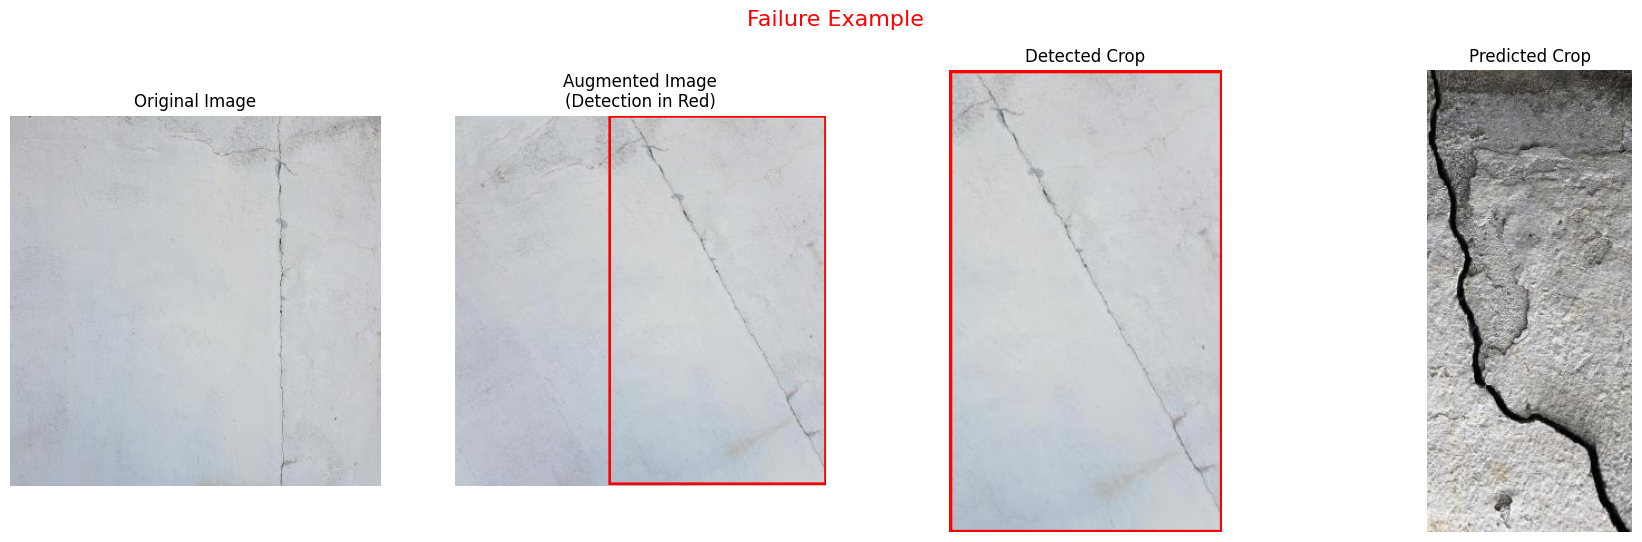 Failure Example
Original Image
Augmented Image
(Detection in Red)
Detected Crop
Predicted Crop